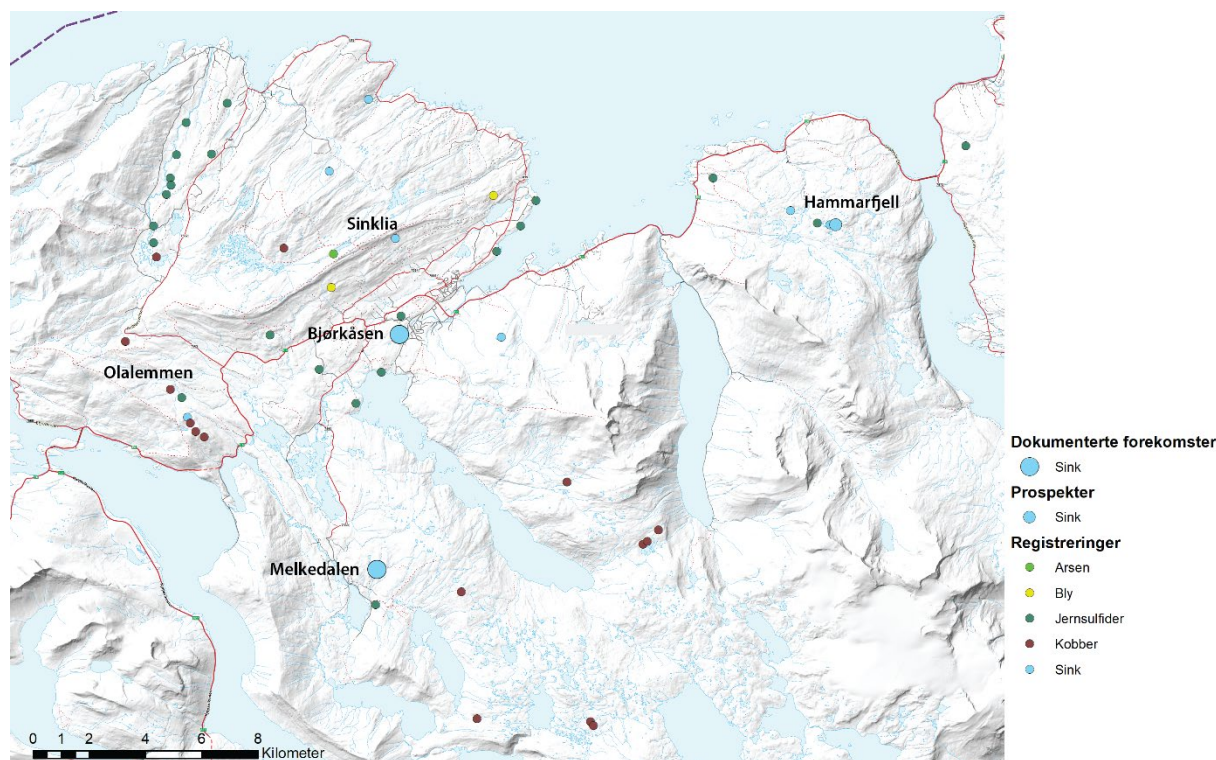 Hammarfjell
Sinklia
Bjørkåsen
Olalemmen
Melkedalen
Dokumenterte forekomster
Sink
Prospekter
Sink
Registreringer
Arsen
Bly
Jernsulfider
Kobber
Sink
0 1 2 4 6 8
Kilometer